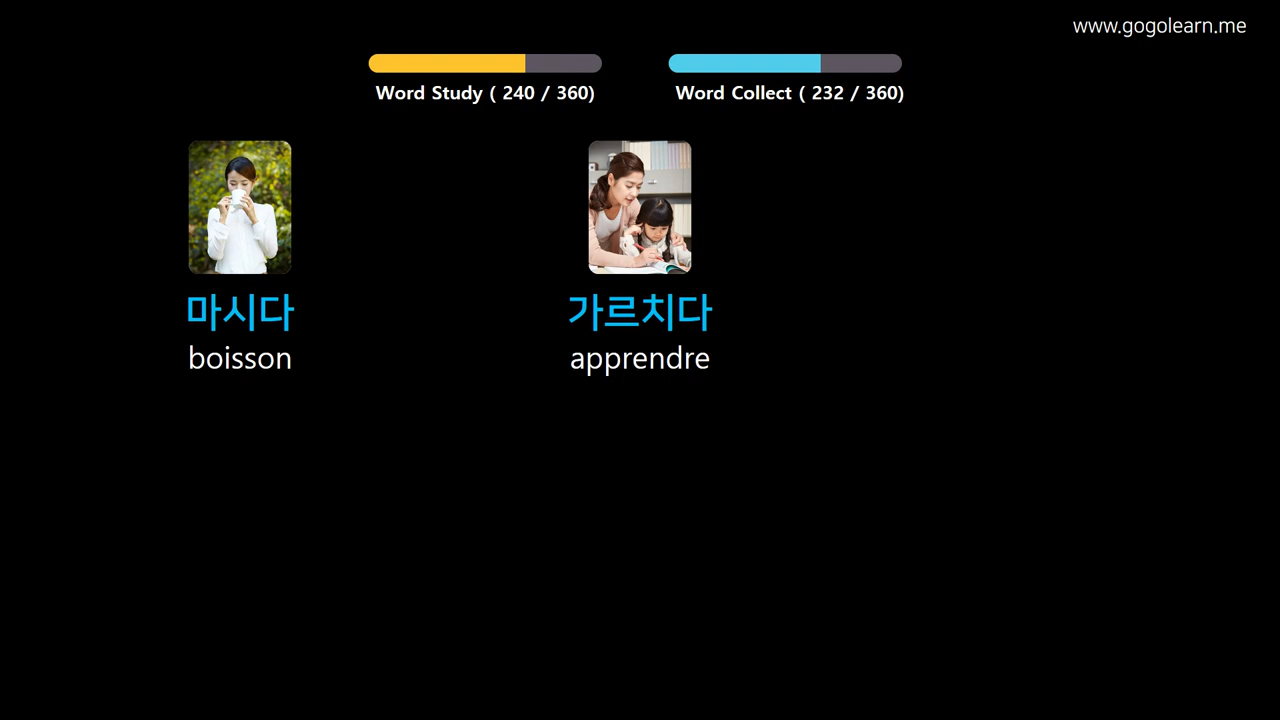 www.gogolearn.me
Word Study ( 240 / 360)
Word Collect ( 232 / 360)
마시다
boisson
가르치다
apprendre